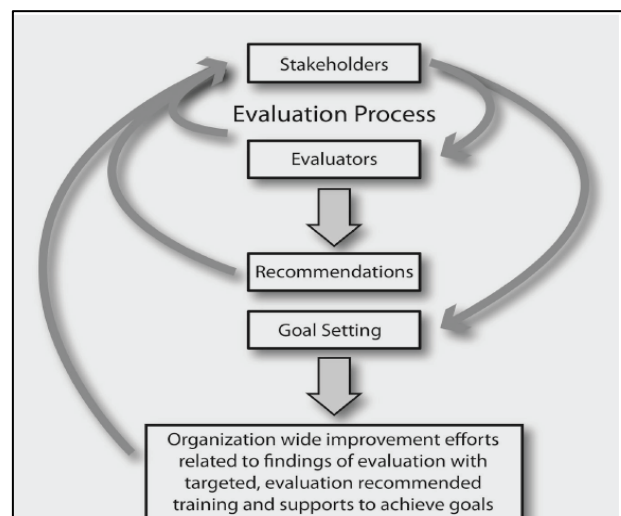 Stakeholders
Evaluation Process
Evaluators
Recommendations
Goal Setting
Organization wide improvement efforts
related to findings of evaluation with
targeted, evaluation recommended
training and supports to achieve goals